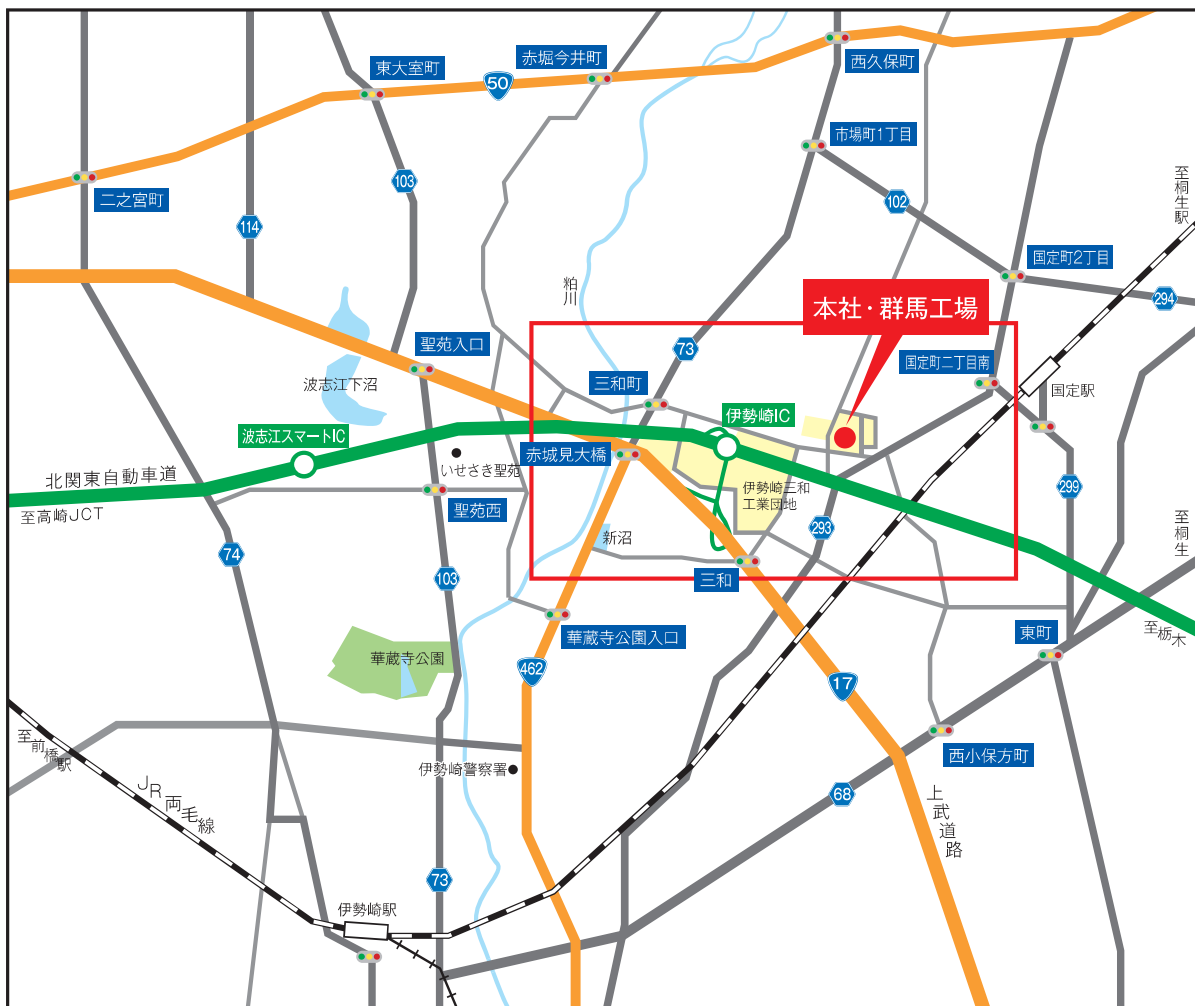 西久保町
赤堀今井町
東大室町
50
市場町1丁目
至桐生駅
103
二之宮町
102
114
国定町2丁目
粕川
294
本社・群馬工場
聖苑入口
73
国定町二丁目南
波志江下沼
三和町
国定駅
伊勢崎IC
波志江スマートIC
赤城見大橋
いせさき聖苑
北関東自動車道
至高崎JCT
聖苑西
伊勢崎三和
工業団地
299
新沼
293
至桐生
74
103
三和
華蔵寺公園入口
至栃木
東町
華蔵寺公園
462
17
至前橋駅
西小保方町
伊勢崎警察署
JR両毛線
68
上武道路
73
伊勢崎駅